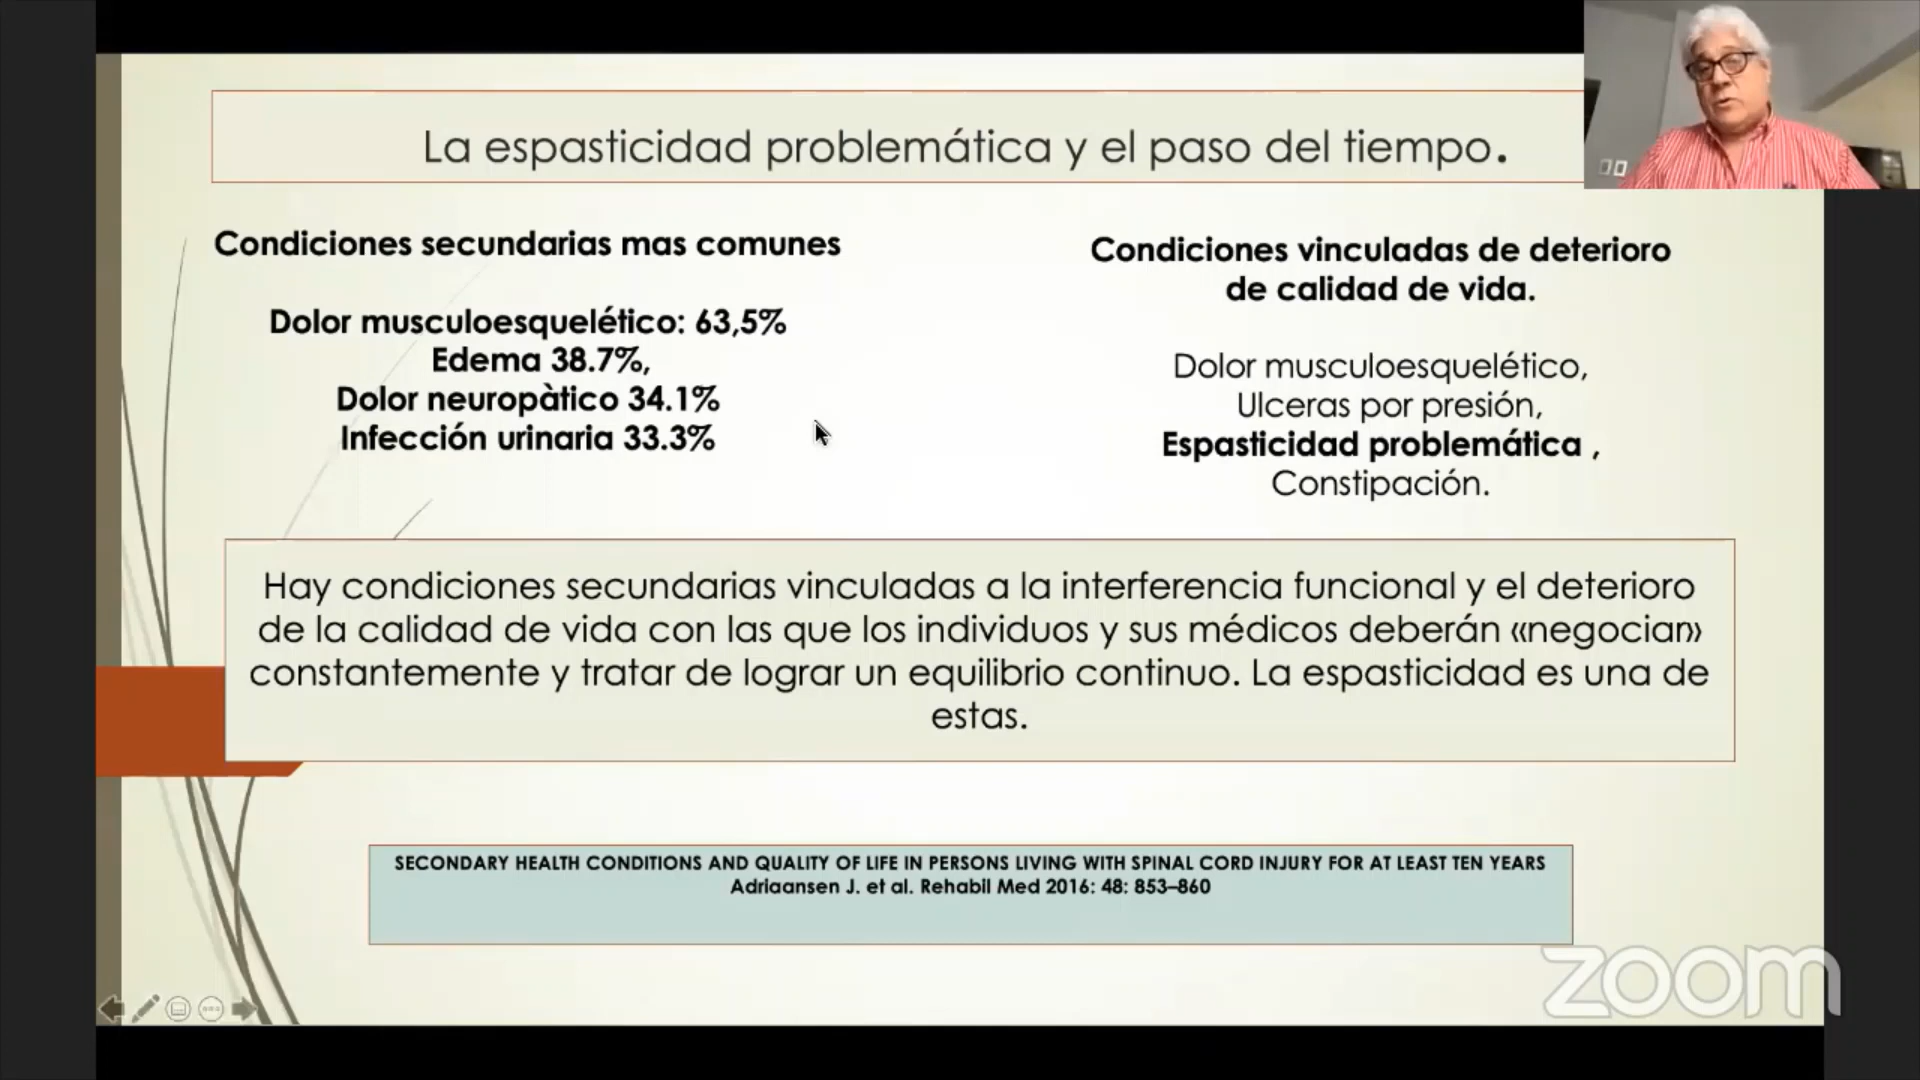 La espasticidad problemática y el paso del tiempo.
Condiciones secundarias mas comunes
Dolor musculoesquelético: 63,5%
Edema 38.7%,
Dolor neuropàtico 34.1%
Infección urinaria 33.3%
Condiciones vinculadas de deterioro
de calidad de vida.
Dolor musculoesquelético,
Ulceras por presión,
Espasticidad problemática ,
Constipación.
Hay condiciones secundarias vinculadas a la interferencia funcional y el deterioro
de la calidad de vida con las que los individuos y sus médicos deberán «negociar»
constantemente y tratar de lograr un equilibrio continuo. La espasticidad es una de
estas.
SECONDARY HEALTH CONDITIONS AND QUALITY OF LIFE IN PERSONS LIVING WITH SPINAL CORD INJURY FOR AT LEAST TEN YEARS
Adriaansen J. et al. Rehabil Med 2016: 48: 853–860
zoom